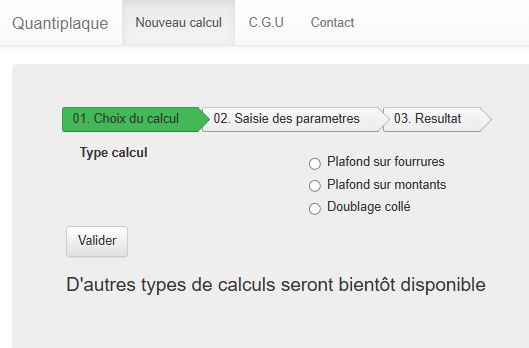 Quantiplaque Nouveau calcul C.G.U Contact
01. Choix du calcul 02. Saisie des parametres 03. Resultat
Type calcul
Plafond sur fourrures
Plafond sur montants
Doublage collé
Valider
D'autres types de calculs seront bientôt disponible